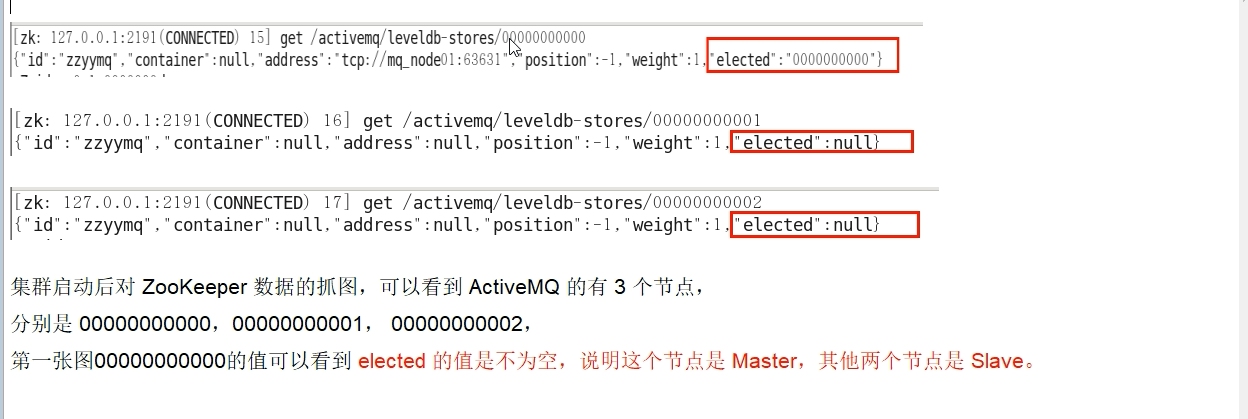 [zk: 127.0.0.1:2191(CONNECTED) 15] get /activemq/leveldb-stores/00000000000
{"id":"zzyymq","container":null,"address":"tcp://mq_node01:63631","position":-1,"weight":1,"elected":"0000000000"}
[zk: 127.0.0.1:2191(CONNECTED) 16] get /activemq/leveldb-stores/00000000001
{"id":"zzyymq","container":null,"address":null,"position":-1,"weight":1,"elected":null}
[zk: 127.0.0.1:2191(CONNECTED) 17] get /activemq/leveldb-stores/00000000002
{"id":"zzyymq","container":null,"address":null,"position":-1,"weight":1,"elected":null}
集群启动后对 ZooKeeper 数据的抓图，可以看到 ActiveMQ 的有 3 个节点，
分别是 00000000000，00000000001， 00000000002，
第一张图00000000000的值可以看到 elected 的值是不为空，说明这个节点是 Master，其他两个节点是 Slave。